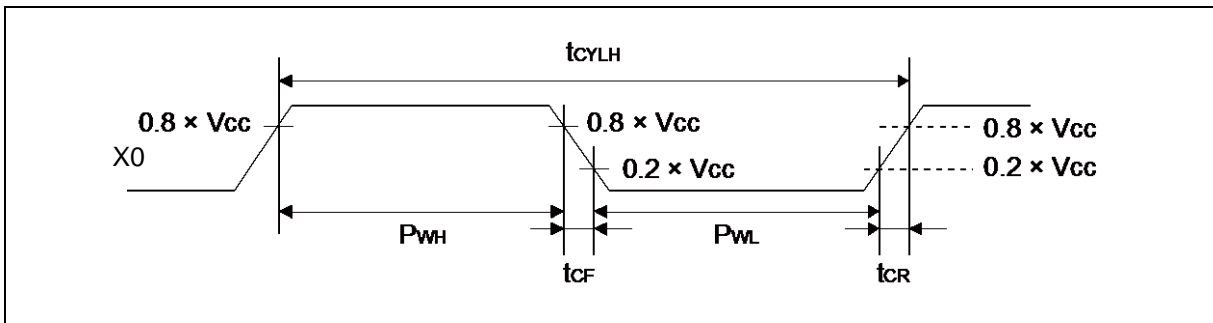 tCYLH
0.8 × VCC
0.8 × VCC
0.8 × VCC
X0
0.2 × VCC
0.2 × VCC
PWH
PWL
tCF
tCR